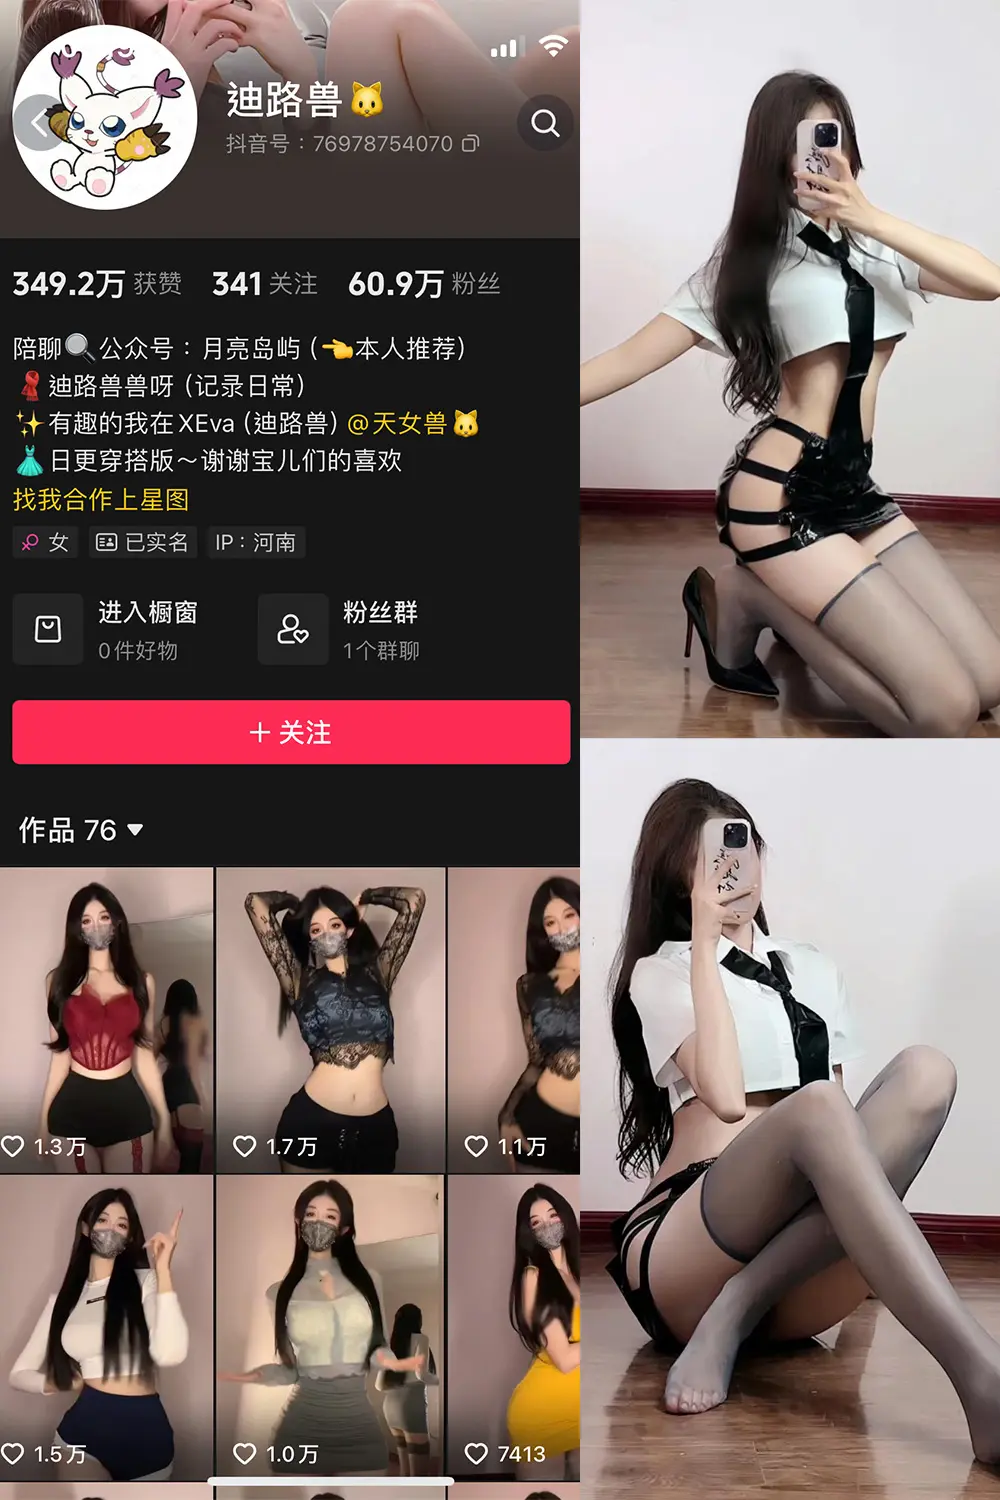 迪路兽🐱
抖音号：76978754070
349.2万 获赞 341 关注 60.9万 粉丝
陪聊🔍公众号：月亮岛屿（👈本人推荐）
🧣迪路兽兽呀（记录日常）
✨有趣的我在XEva（迪路兽）@天女兽🐱
👗日更穿搭版～谢谢宝儿们的喜欢
找我合作上星图
女 已实名 IP：河南
进入橱窗 粉丝群
0件好物 1个群聊
+ 关注
作品 76
1.3万 1.7万 1.1万
1.5万 1.0万 7413